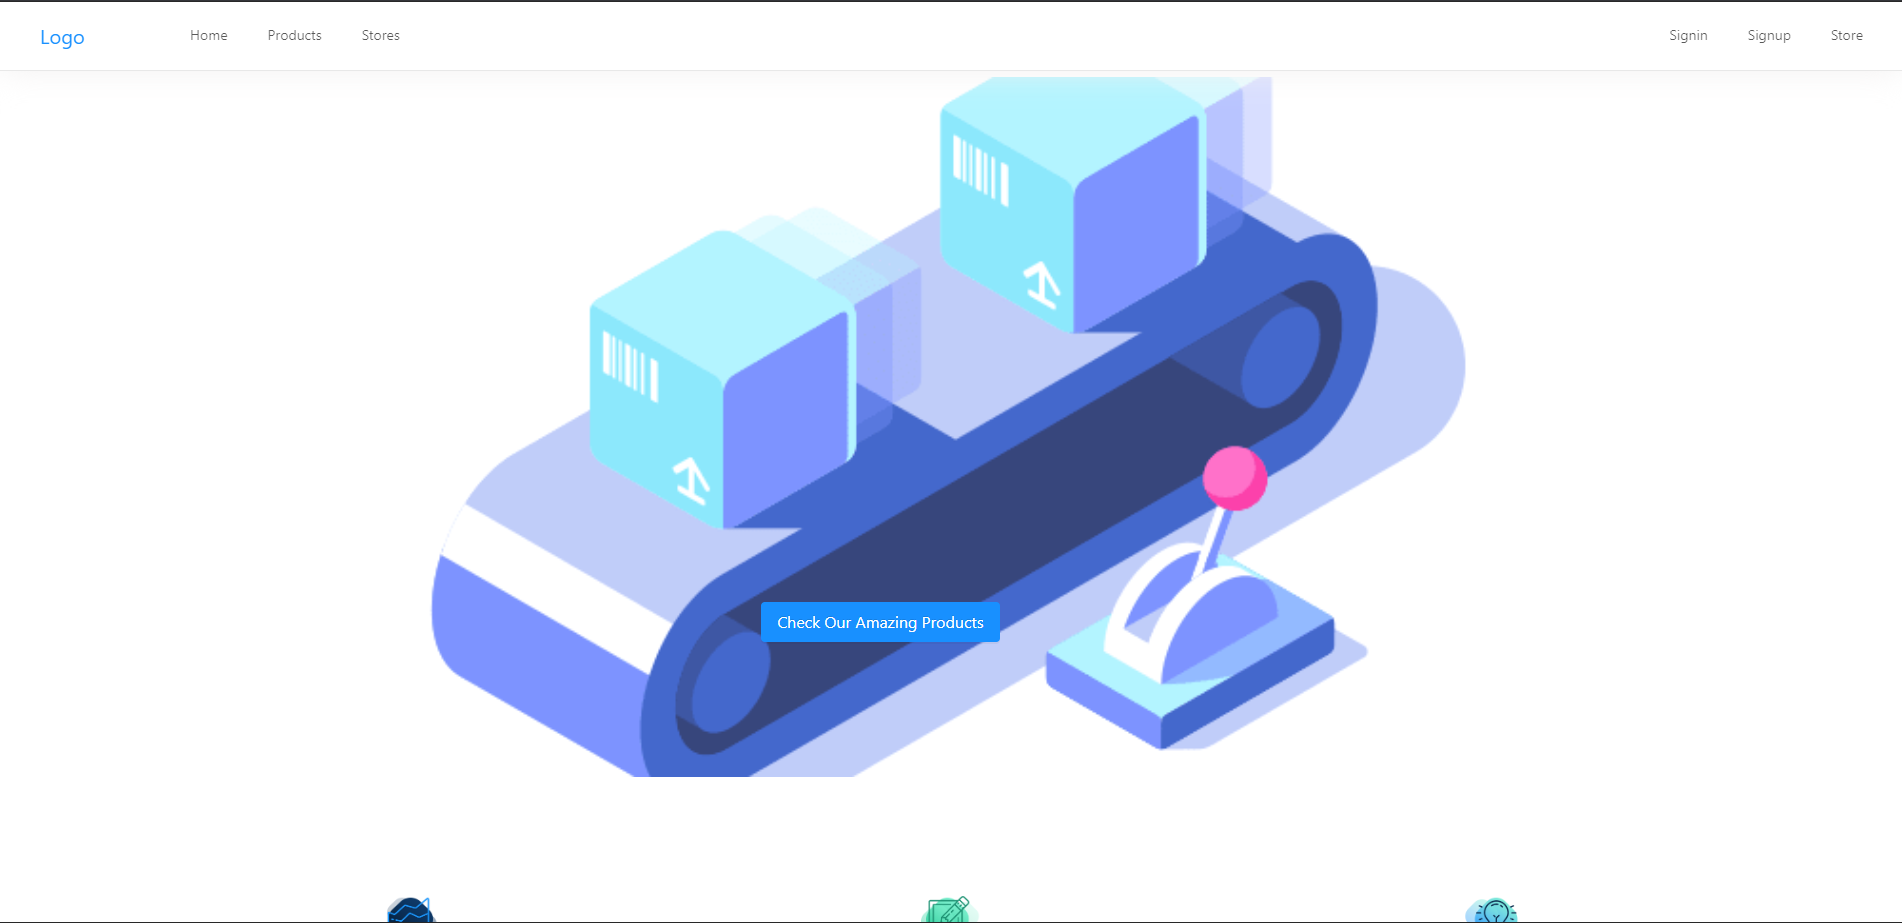 Logo
Home
Products
Stores
Signin
Signup
Store
Check Our Amazing Products